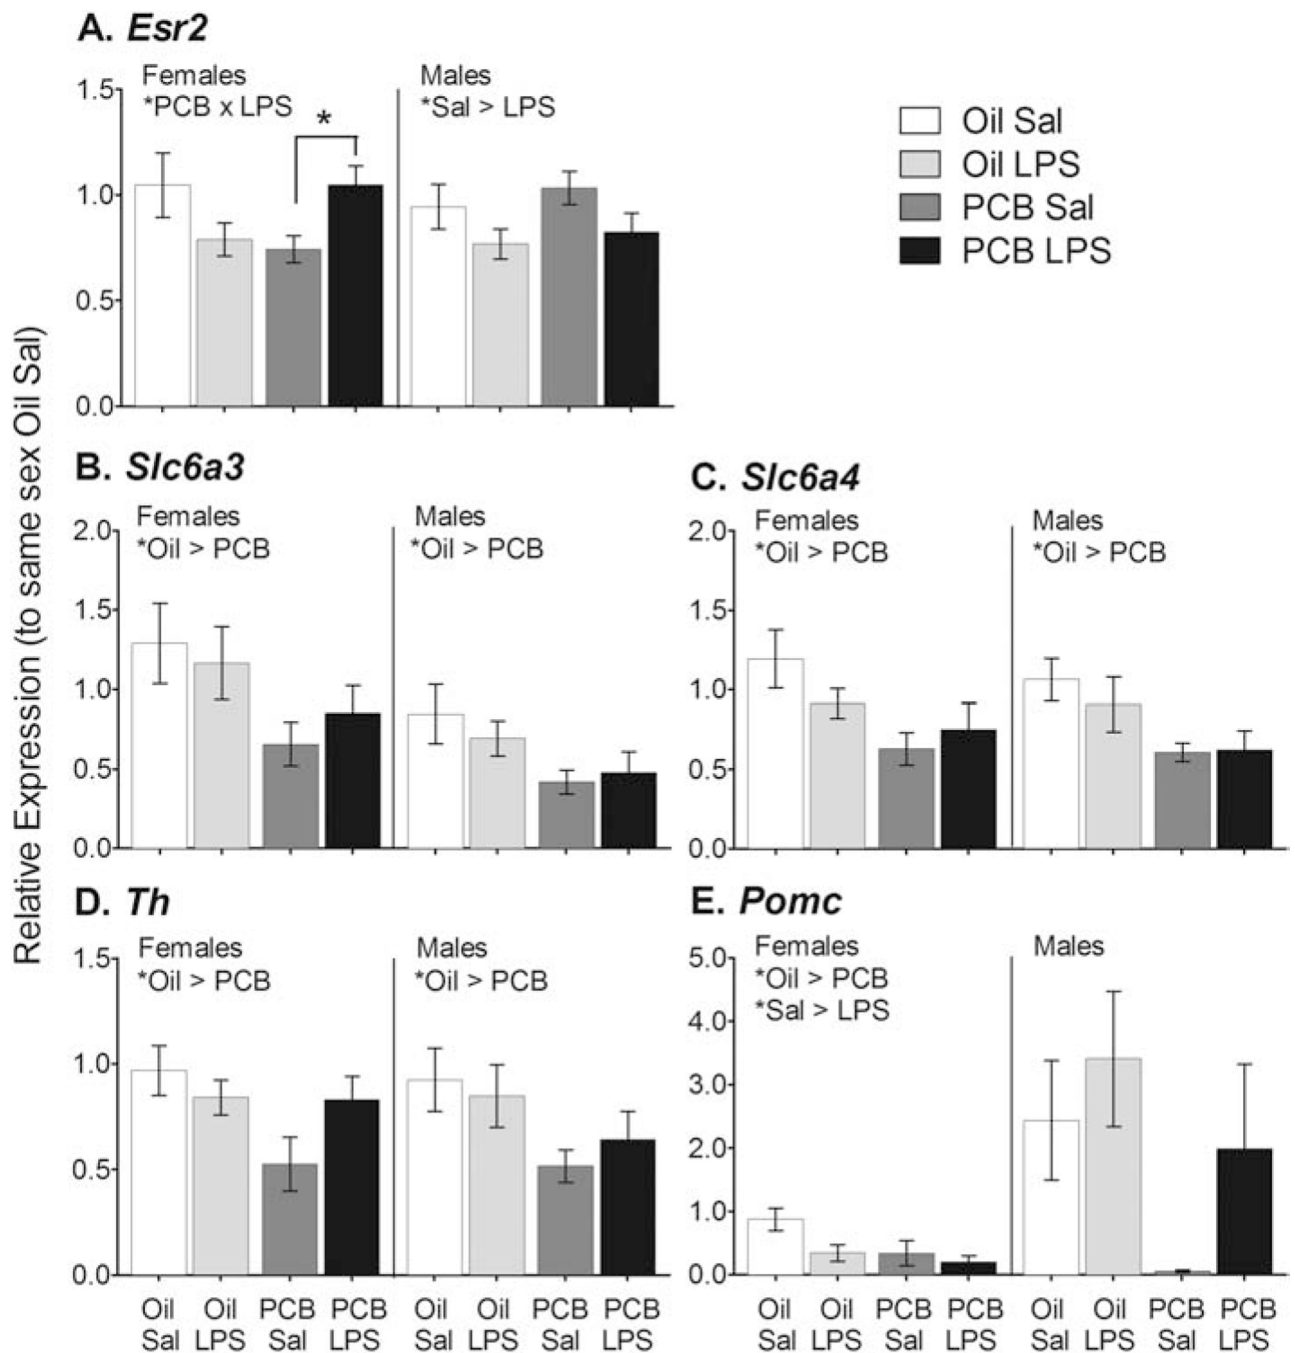 A. Esr2
Females
*PCB x LPS
*
Males
*Sal > LPS
1.5
1.0
0.5
0.0
Oil Sal
Oil LPS
PCB Sal
PCB LPS
Relative Expression (to same sex Oil Sal)
B. Slc6a3
Females
*Oil > PCB
Males
*Oil > PCB
2.0
1.5
1.0
0.5
0.0
C. Slc6a4
Females
*Oil > PCB
Males
*Oil > PCB
2.0
1.5
1.0
0.5
0.0
D. Th
Females
*Oil > PCB
Males
*Oil > PCB
1.5
1.0
0.5
0.0
Oil Oil PCB PCB Oil Oil PCB PCB
Sal LPS Sal LPS Sal LPS Sal LPS
E. Pomc
Females
*Oil > PCB
*Sal > LPS
Males
5.0
4.0
3.0
2.0
1.0
0.0
Oil Oil PCB PCB Oil Oil PCB PCB
Sal LPS Sal LPS Sal LPS Sal LPS